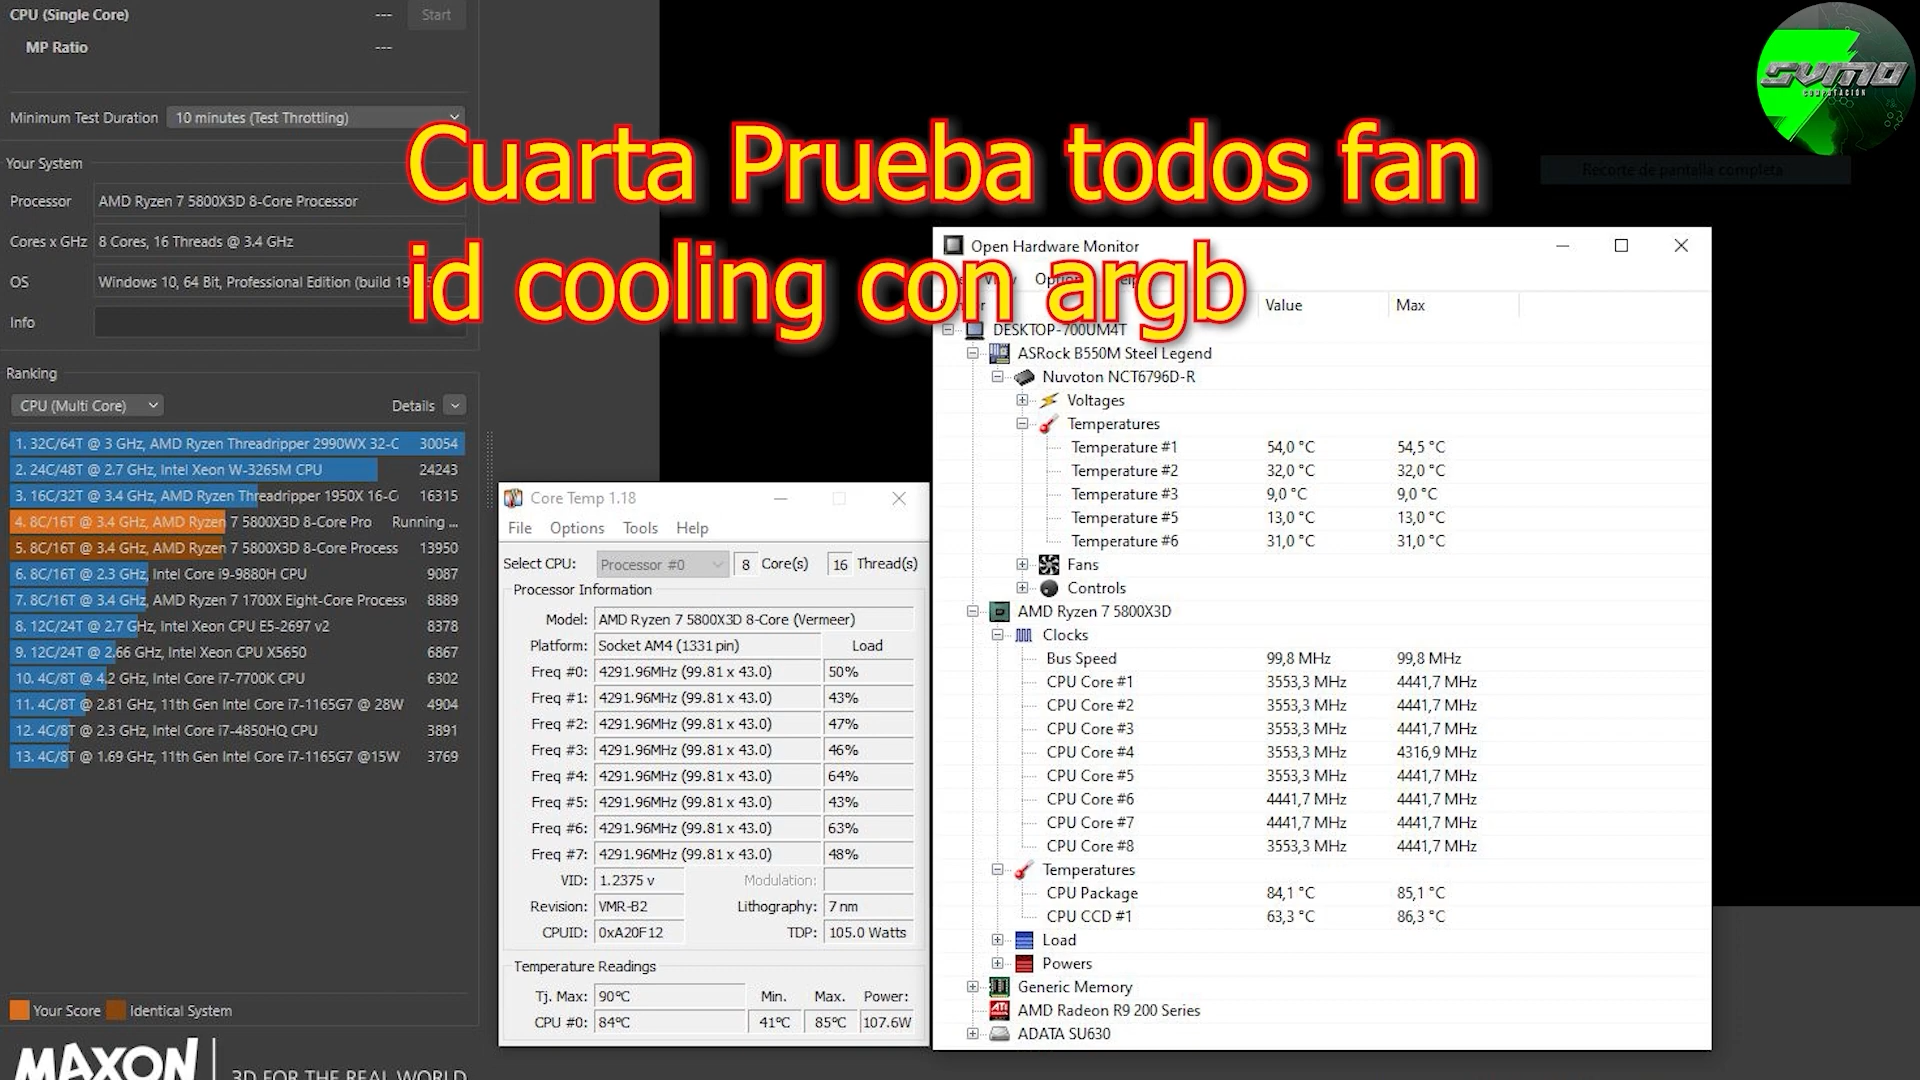 CPU (Single Core) --- Start
MP Ratio ---
Minimum Test Duration 10 minutes (Test Throttling)
Your System
Processor AMD Ryzen 7 5800X3D 8-Core Processor
Cores x GHz 8 Cores, 16 Threads @ 3.4 GHz
OS Windows 10, 64 Bit, Professional Edition (build 19
Info
Ranking
CPU (Multi Core) Details
1. 32C/64T @ 3 GHz, AMD Ryzen Threadripper 2990WX 32-C 30054
2. 24C/48T @ 2.7 GHz, Intel Xeon W-3265M CPU 24243
3. 16C/32T @ 3.4 GHz, AMD Ryzen Threadripper 1950X 16-C 16315
4. 8C/16T @ 3.4 GHz, AMD Ryzen 7 5800X3D 8-Core Pro Running ...
5. 8C/16T @ 3.4 GHz, AMD Ryzen 7 5800X3D 8-Core Process 13950
6. 8C/16T @ 2.3 GHz, Intel Core i9-9880H CPU 9087
7. 8C/16T @ 3.4 GHz, AMD Ryzen 7 1700X Eight-Core Processo 8889
8. 12C/24T @ 2.7 GHz, Intel Xeon CPU E5-2697 v2 8378
9. 12C/24T @ 2.66 GHz, Intel Xeon CPU X5650 6867
10. 4C/8T @ 4.2 GHz, Intel Core i7-7700K CPU 6302
11. 4C/8T @ 2.81 GHz, 11th Gen Intel Core i7-1165G7 @ 28W 4904
12. 4C/8T @ 2.3 GHz, Intel Core i7-4850HQ CPU 3891
13. 4C/8T @ 1.69 GHz, 11th Gen Intel Core i7-1165G7 @15W 3769
Your Score Identical System
MAXON 3D FOR THE REAL WORLD
Cuarta Prueba todos fan
id cooling con argb
SYMO
COMPUTACIÓN
Recorte de pantalla completa
Core Temp 1.18
File Options Tools Help
Select CPU: Processor #0 8 Core(s) 16 Thread(s)
Processor Information
Model: AMD Ryzen 7 5800X3D 8-Core (Vermeer)
Platform: Socket AM4 (1331 pin) Load
Freq #0: 4291.96MHz (99.81 x 43.0) 50%
Freq #1: 4291.96MHz (99.81 x 43.0) 43%
Freq #2: 4291.96MHz (99.81 x 43.0) 47%
Freq #3: 4291.96MHz (99.81 x 43.0) 46%
Freq #4: 4291.96MHz (99.81 x 43.0) 64%
Freq #5: 4291.96MHz (99.81 x 43.0) 43%
Freq #6: 4291.96MHz (99.81 x 43.0) 63%
Freq #7: 4291.96MHz (99.81 x 43.0) 48%
VID: 1.2375 v Modulation:
Revision: VMR-B2 Lithography: 7 nm
CPUID: 0xA20F12 TDP: 105.0 Watts
Temperature Readings
Tj. Max: 90°C Min. Max. Power:
CPU #0: 84°C 41°C 85°C 107.6W
Open Hardware Monitor
Value Max
DESKTOP-700UM4T
ASRock B550M Steel Legend
Nuvoton NCT6796D-R
Voltages
Temperatures
Temperature #1 54,0 °C 54,5 °C
Temperature #2 32,0 °C 32,0 °C
Temperature #3 9,0 °C 9,0 °C
Temperature #5 13,0 °C 13,0 °C
Temperature #6 31,0 °C 31,0 °C
Fans
Controls
AMD Ryzen 7 5800X3D
Clocks
Bus Speed 99,8 MHz 99,8 MHz
CPU Core #1 3553,3 MHz 4441,7 MHz
CPU Core #2 3553,3 MHz 4441,7 MHz
CPU Core #3 3553,3 MHz 4441,7 MHz
CPU Core #4 3553,3 MHz 4316,9 MHz
CPU Core #5 3553,3 MHz 4441,7 MHz
CPU Core #6 4441,7 MHz 4441,7 MHz
CPU Core #7 4441,7 MHz 4441,7 MHz
CPU Core #8 3553,3 MHz 4441,7 MHz
Temperatures
CPU Package 84,1 °C 85,1 °C
CPU CCD #1 63,3 °C 86,3 °C
Load
Powers
Generic Memory
AMD Radeon R9 200 Series
ADATA SU630